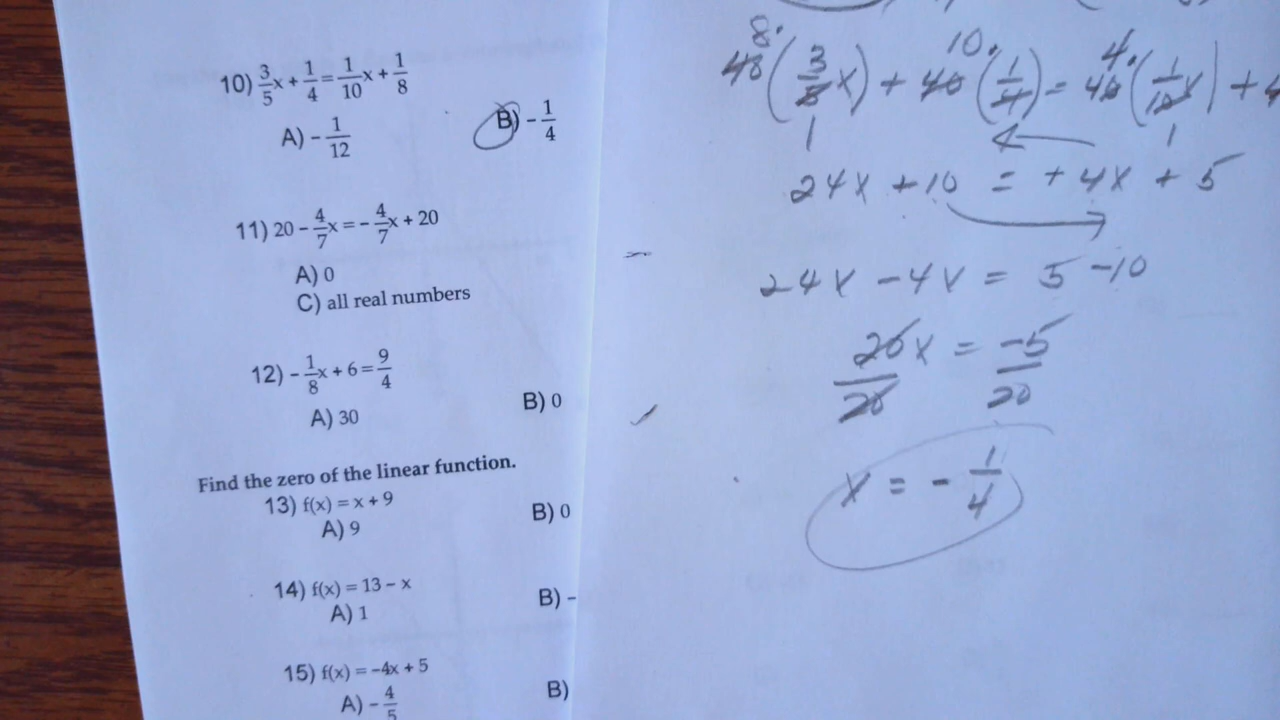 10) 3/5x + 1/4 = 1/10x + 1/8
A) -1/12 B) -1/4
11) 20 - 4/7x = -4/7x + 20
A) 0
C) all real numbers
12) -1/8x + 6 = 9/4
A) 30 B) 0
Find the zero of the linear function.
13) f(x) = x + 9
A) 9 B) 0
14) f(x) = 13 - x
A) 1 B) -
15) f(x) = -4x + 5
A) -4/5 B)
8. 10. 4.
40(3/5x) + 40(1/4) = 40(1/10x) +
1 1
24x + 10 = + 4x + 5
24x - 4x = 5 - 10
20x/20 = -5/20
x = - 1/4